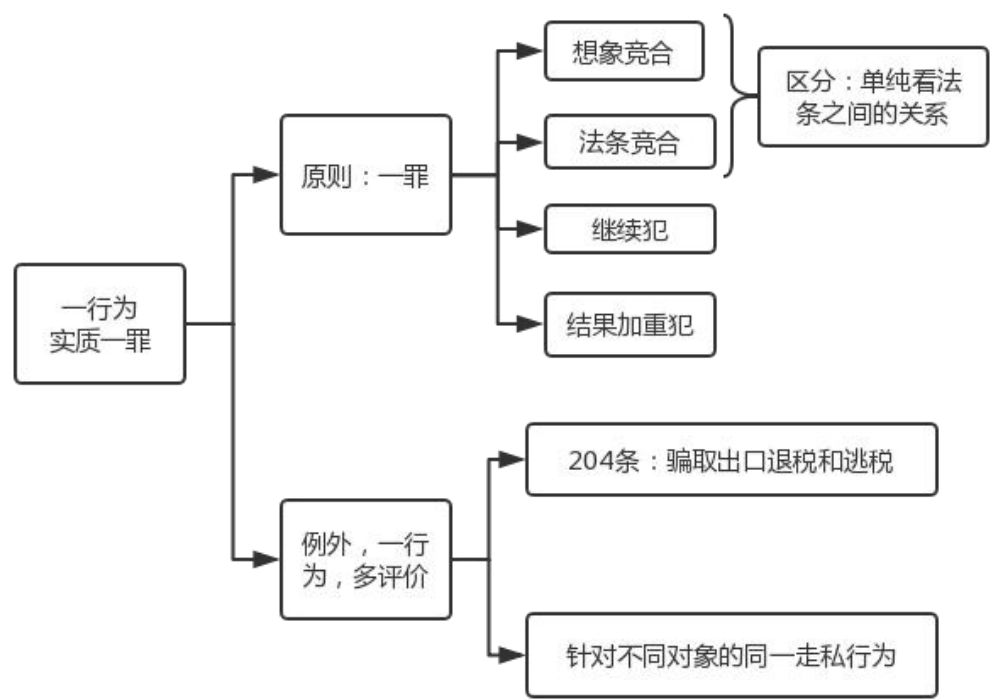 一行为
实质一罪
原则：一罪
想象竞合
法条竞合
区分：单纯看法
条之间的关系
继续犯
结果加重犯
例外，一行
为，多评价
204条：骗取出口退税和逃税
针对不同对象的同一走私行为